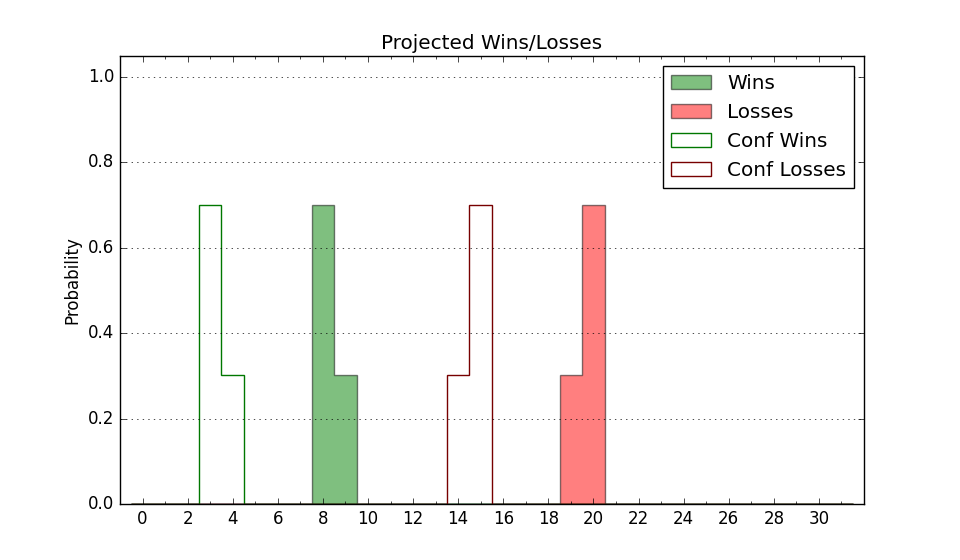 Projected Wins/Losses
1.0
0.8
0.6
0.4
0.2
0.0
Probability
Wins
Losses
Conf Wins
Conf Losses
0 2 4 6 8 10 12 14 16 18 20 22 24 26 28 30